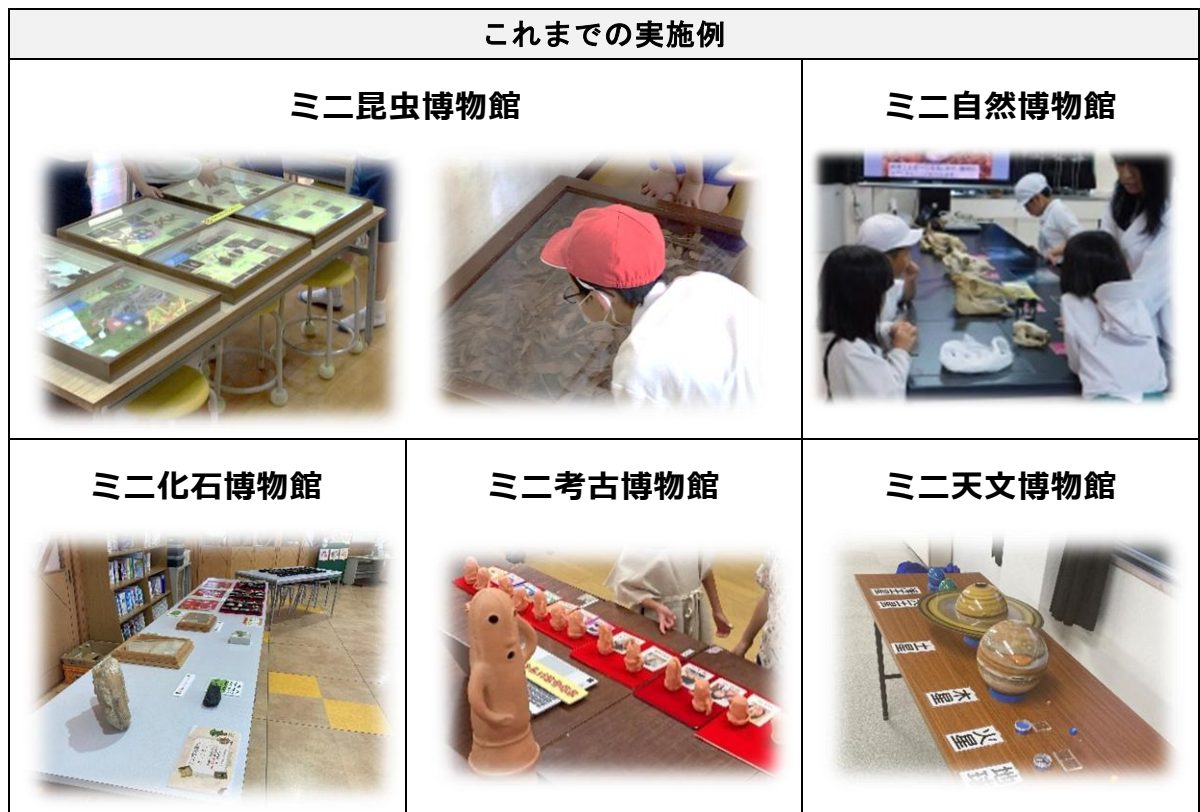 これまでの実施例
ミニ昆虫博物館
ミニ自然博物館
ミニ化石博物館
ミニ考古博物館
ミニ天文博物館
土星
木星
火星